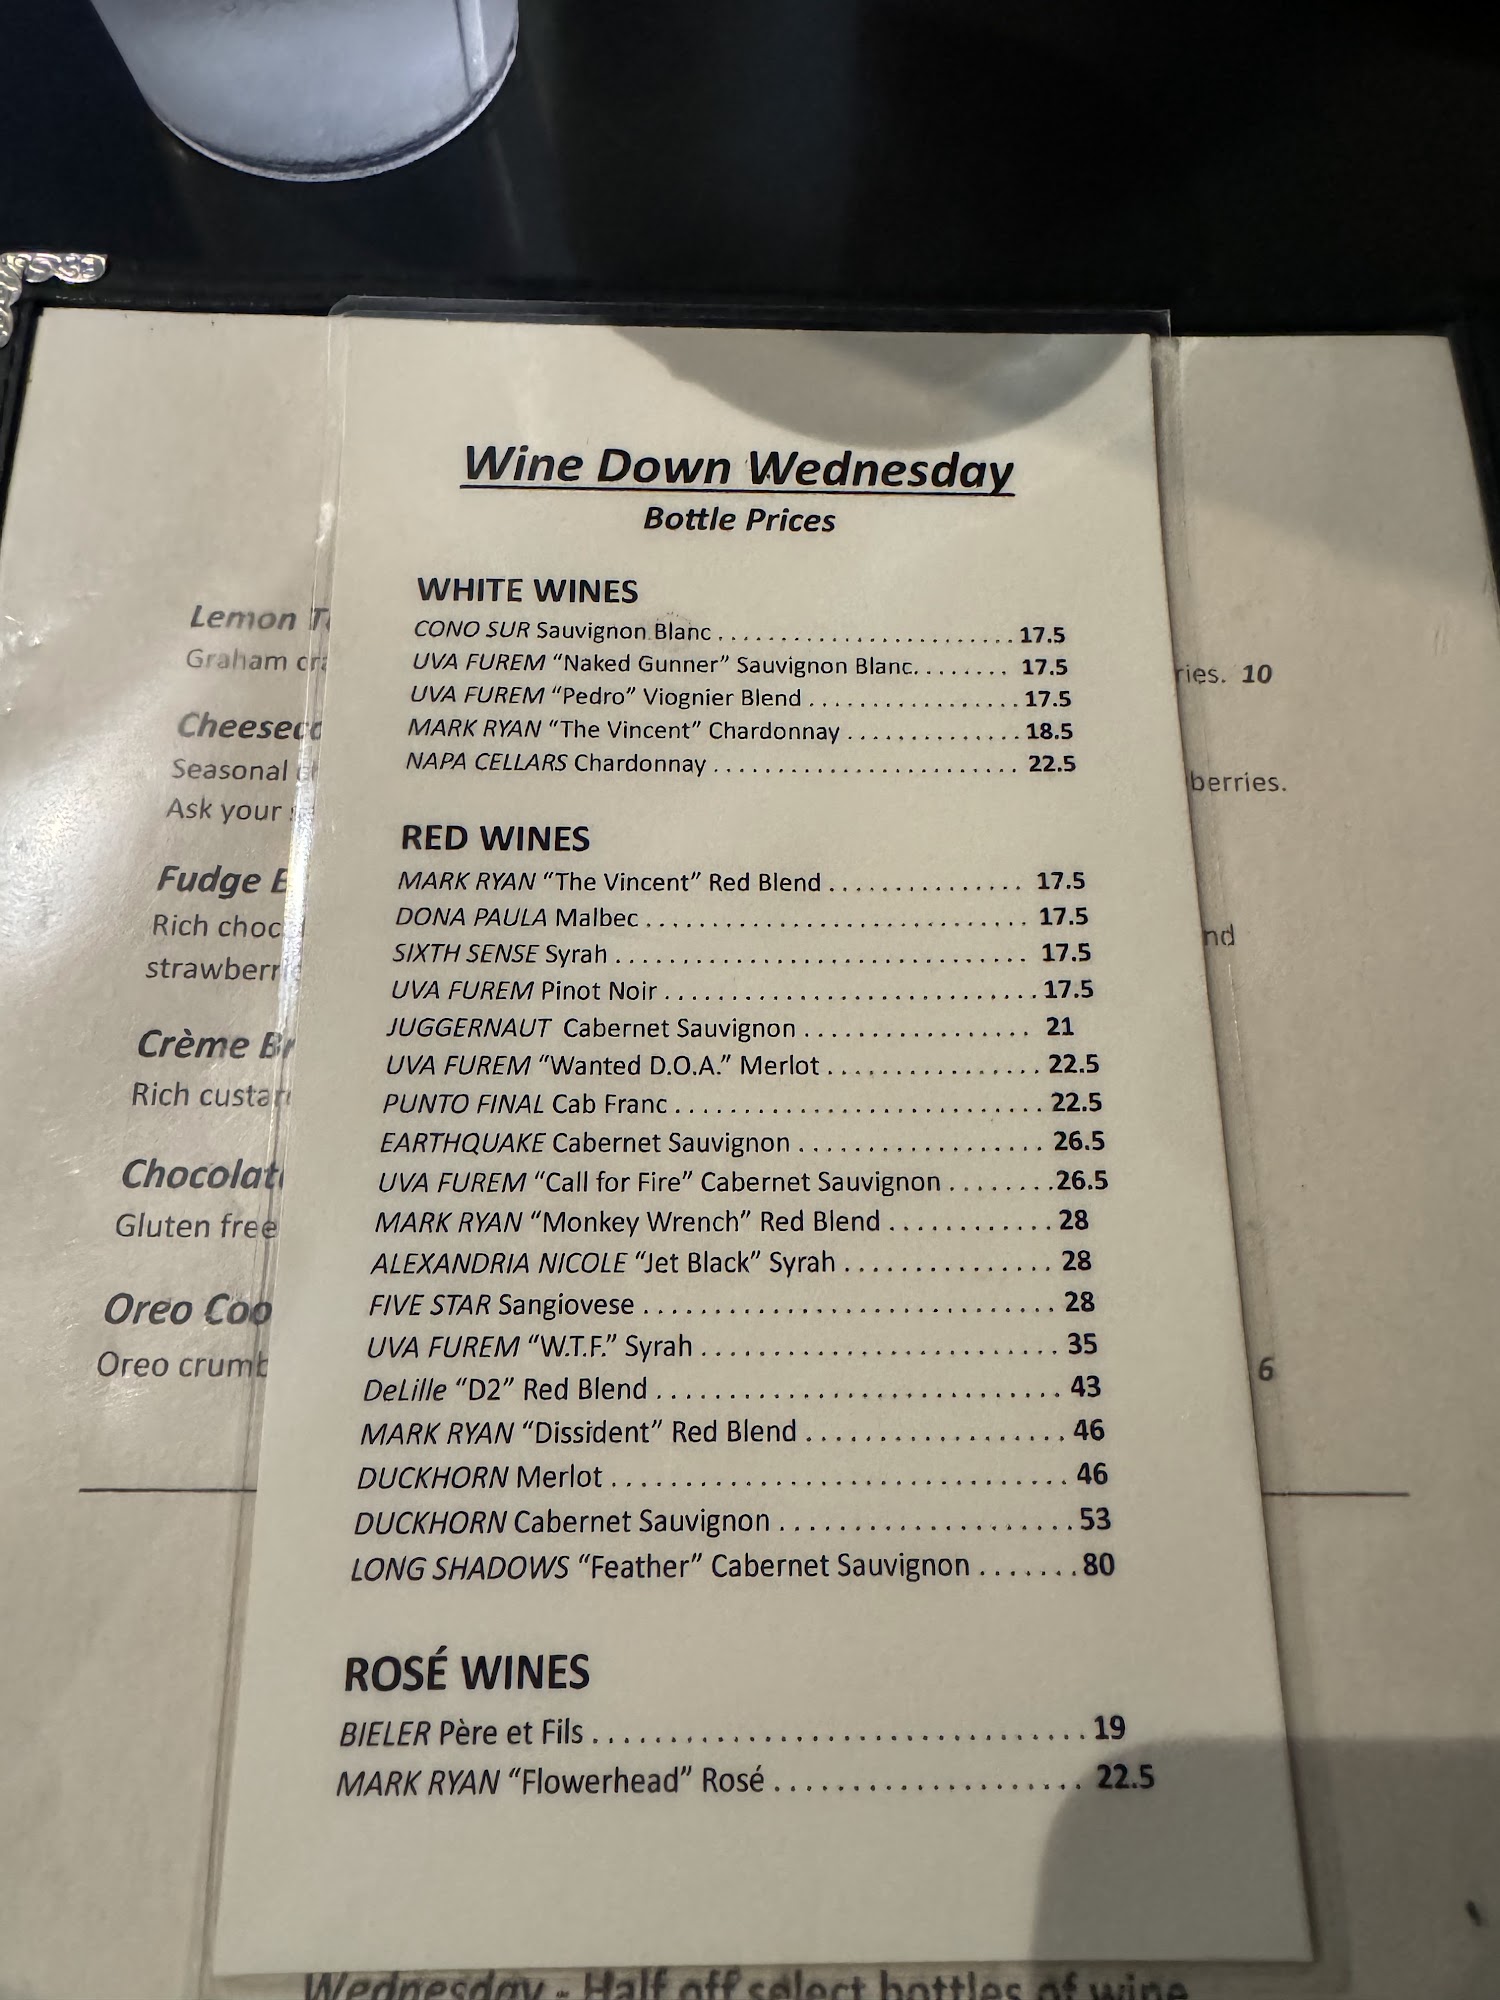 Wine Down Wednesday
Bottle Prices
WHITE WINES
CONO SUR Sauvignon Blanc ......................... 17.5
UVA FUREM “Naked Gunner” Sauvignon Blanc........ 17.5
UVA FUREM “Pedro” Viognier Blend .................. 17.5
MARK RYAN “The Vincent” Chardonnay ............... 18.5
NAPA CELLARS Chardonnay .......................... 22.5
RED WINES
MARK RYAN “The Vincent” Red Blend ............... 17.5
DONA PAULA Malbec ............................... 17.5
SIXTH SENSE Syrah ................................ 17.5
UVA FUREM Pinot Noir ............................. 17.5
JUGGERNAUT Cabernet Sauvignon .................. 21
UVA FUREM “Wanted D.O.A.” Merlot ................ 22.5
PUNTO FINAL Cab Franc ............................ 22.5
EARTHQUAKE Cabernet Sauvignon ................... 26.5
UVA FUREM “Call for Fire” Cabernet Sauvignon ........ 26.5
MARK RYAN “Monkey Wrench” Red Blend ............ 28
ALEXANDRIA NICOLE “Jet Black” Syrah ............... 28
FIVE STAR Sangiovese .............................. 28
UVA FUREM “W.T.F.” Syrah .......................... 35
DeLille “D2” Red Blend .............................. 43
MARK RYAN “Dissident” Red Blend ................... 46
DUCKHORN Merlot ................................. 46
DUCKHORN Cabernet Sauvignon ..................... 53
LONG SHADOWS “Feather” Cabernet Sauvignon ....... 80
ROSÉ WINES
BIELER Père et Fils ................................ 19
MARK RYAN “Flowerhead” Rosé ..................... 22.5
Lemon
Graham
ries. 10
Seasonal
berries.
Ask your
Fudge
Rich
nd
Crème
Rich
Gluten free
Oreo
Oreo
6
Wednesday - Half off select bottles of wine